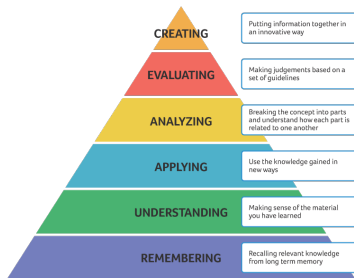 CREATING
Putting information together in
an innovative way
EVALUATING
Making judgements based on a
set of guidelines
ANALYZING
Breaking the concept into parts
and understand how each part is
related to one another
APPLYING
Use the knowledge gained in
new ways
UNDERSTANDING
Making sense of the material
you have learned
REMEMBERING
Recalling relevant knowledge
from long term memory